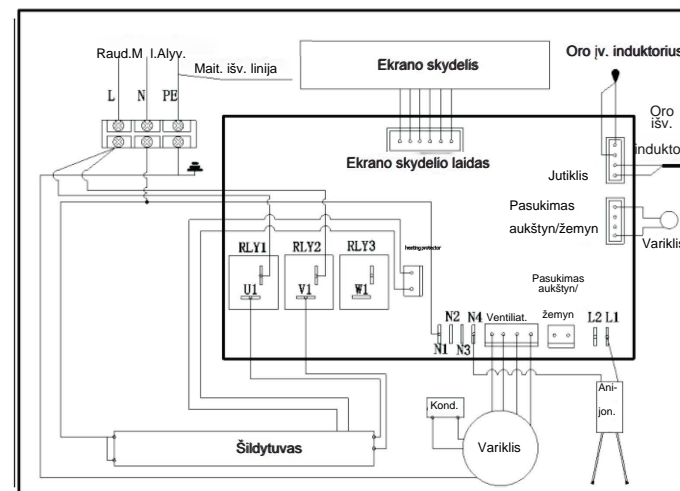 Raud.M I.Alyv.
Mait. išv. linija
L N PE
Ekrano skydelis
Ekrano skydelio laidas
Oro įv. induktorius
Oro
išv.
indukto
Jutiklis
Pasukimas
aukštyn/žemyn
Variklis
RLY1 RLY2 RLY3
heating protector
U1 V1 W1
Pasukimas
aukštyn/
žemyn
N2 N4
N1 N3
Ventiliat.
L2 L1
Kond.
Variklis
Ani-
jon.
Šildytuvas